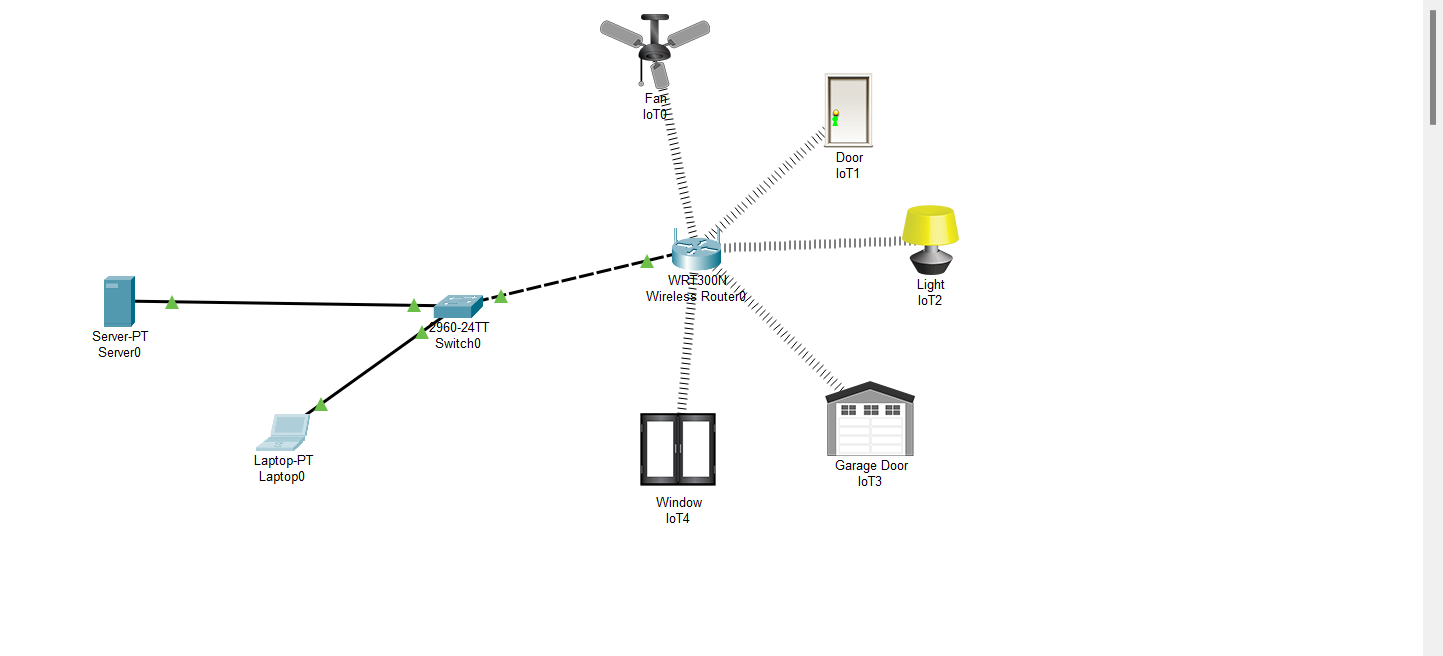 Fan
IoT0
Door
IoT1
Light
IoT2
WRT300N
Wireless Router0
Server-PT
Server0
2960-24TT
Switch0
Laptop-PT
Laptop0
Garage Door
IoT3
Window
IoT4